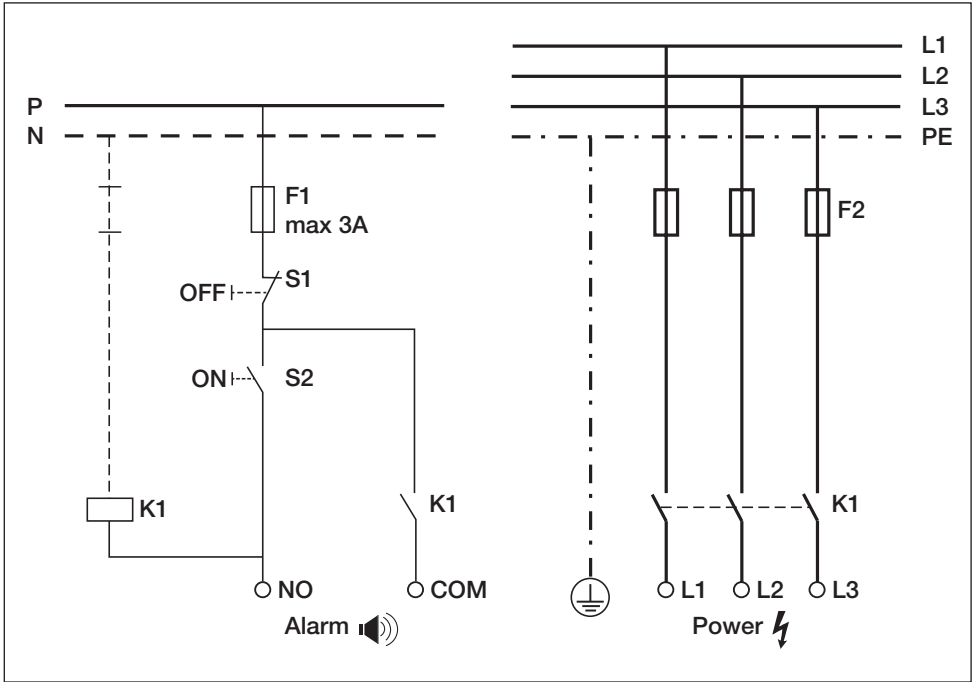 P
N
F1
max 3A
S1
OFF
ON
S2
K1
K1
NO
COM
Alarm
L1
L2
L3
PE
F2
K1
L1
L2
L3
Power